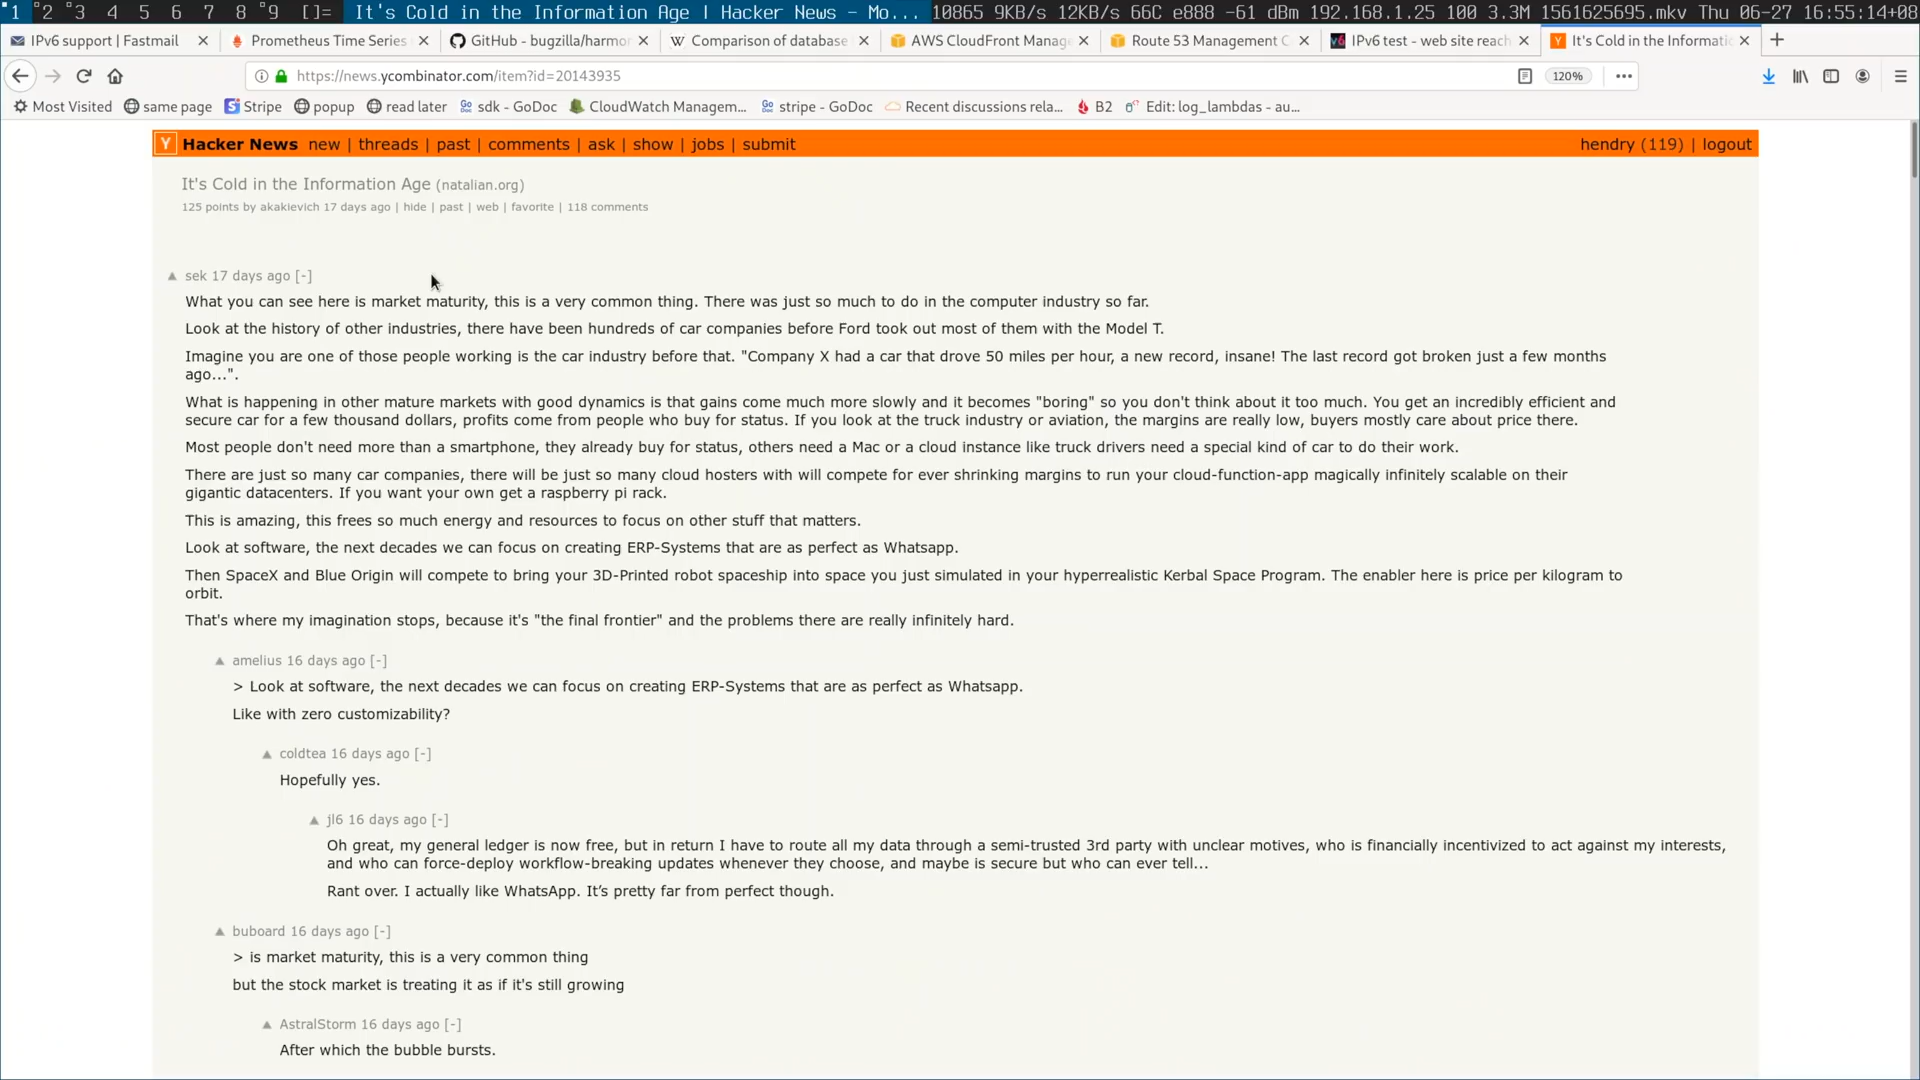 1 2 3 4 5 6 7 8 9 []= It's Cold in the Information Age | Hacker News - Mo... 10865 9KB/s 12KB/s 66C e888 -61 dBm 192.168.1.25 100 3.3M 1561625695.mkv Thu 06-27 16:55:14+08
IPv6 support | Fastmail Prometheus Time Series GitHub - bugzilla/harmo Comparison of database AWS CloudFront Manag Route 53 Management C IPv6 test - web site reach It's Cold in the Informati
https://news.ycombinator.com/item?id=20143935 120%
Most Visited same page Stripe popup read later sdk - GoDoc CloudWatch Managem... stripe - GoDoc Recent discussions rela... B2 Edit: log_lambdas - au...
Y Hacker News new | threads | past | comments | ask | show | jobs | submit hendry (119) | logout
It's Cold in the Information Age (natalian.org)
125 points by akakievich 17 days ago | hide | past | web | favorite | 118 comments
sek 17 days ago [-]
What you can see here is market maturity, this is a very common thing. There was just so much to do in the computer industry so far.
Look at the history of other industries, there have been hundreds of car companies before Ford took out most of them with the Model T.
Imagine you are one of those people working is the car industry before that. "Company X had a car that drove 50 miles per hour, a new record, insane! The last record got broken just a few months
ago...".
What is happening in other mature markets with good dynamics is that gains come much more slowly and it becomes "boring" so you don't think about it too much. You get an incredibly efficient and
secure car for a few thousand dollars, profits come from people who buy for status. If you look at the truck industry or aviation, the margins are really low, buyers mostly care about price there.
Most people don't need more than a smartphone, they already buy for status, others need a Mac or a cloud instance like truck drivers need a special kind of car to do their work.
There are just so many car companies, there will be just so many cloud hosters with will compete for ever shrinking margins to run your cloud-function-app magically infinitely scalable on their
gigantic datacenters. If you want your own get a raspberry pi rack.
This is amazing, this frees so much energy and resources to focus on other stuff that matters.
Look at software, the next decades we can focus on creating ERP-Systems that are as perfect as Whatsapp.
Then SpaceX and Blue Origin will compete to bring your 3D-Printed robot spaceship into space you just simulated in your hyperrealistic Kerbal Space Program. The enabler here is price per kilogram to
orbit.
That's where my imagination stops, because it's "the final frontier" and the problems there are really infinitely hard.
amelius 16 days ago [-]
> Look at software, the next decades we can focus on creating ERP-Systems that are as perfect as Whatsapp.
Like with zero customizability?
coldtea 16 days ago [-]
Hopefully yes.
jl6 16 days ago [-]
Oh great, my general ledger is now free, but in return I have to route all my data through a semi-trusted 3rd party with unclear motives, who is financially incentivized to act against my interests,
and who can force-deploy workflow-breaking updates whenever they choose, and maybe is secure but who can ever tell...
Rant over. I actually like WhatsApp. It’s pretty far from perfect though.
buboard 16 days ago [-]
> is market maturity, this is a very common thing
but the stock market is treating it as if it's still growing
AstralStorm 16 days ago [-]
After which the bubble bursts.